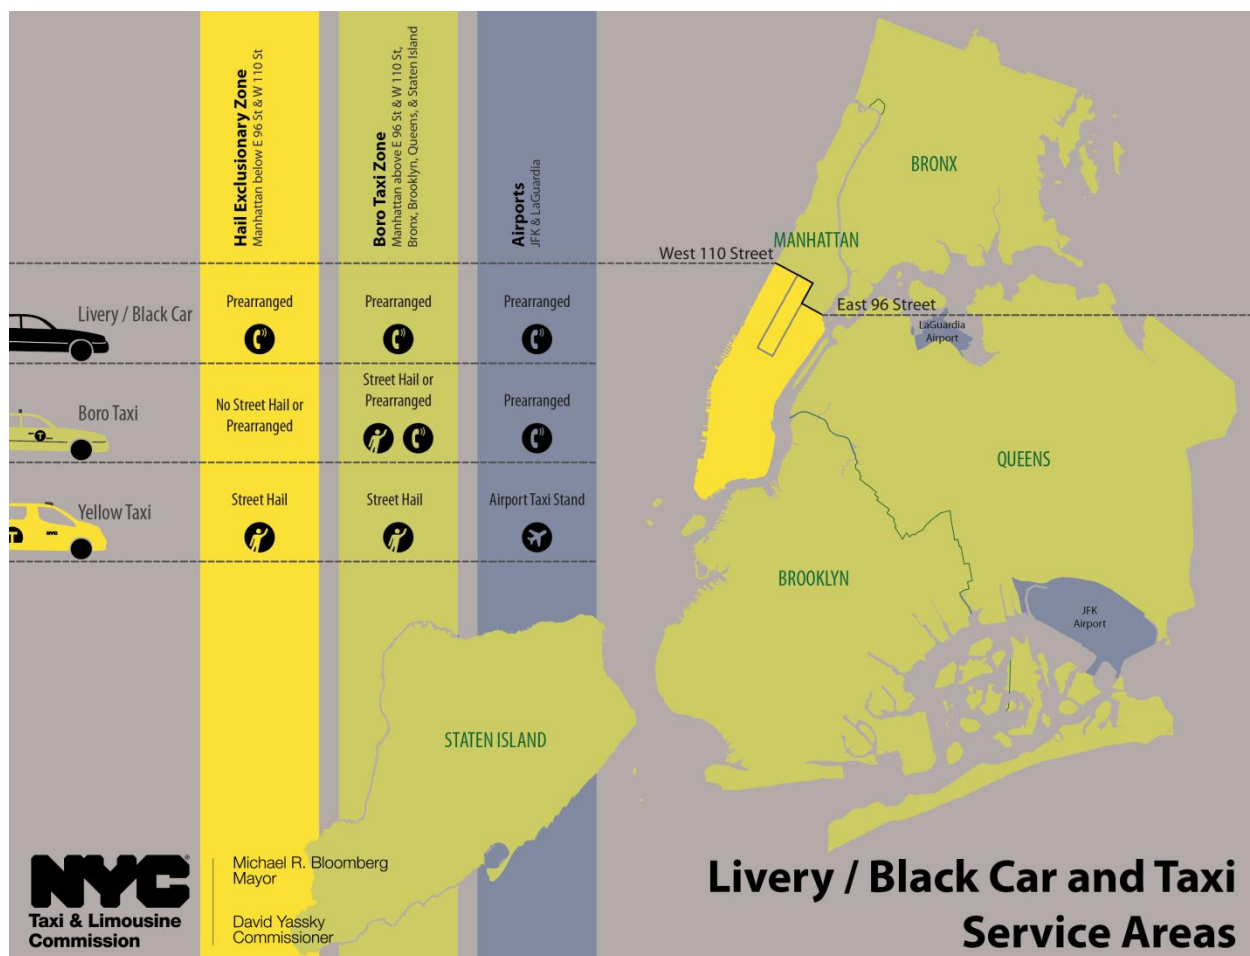 Hail Exclusionary Zone
Manhattan below E 96 St & W 110 St
Boro Taxi Zone
Manhattan above E 96 St & W 110 St,
Bronx, Brooklyn, Queens, & Staten Island
Airports
JFK & LaGuardia
Livery / Black Car
Prearranged
Prearranged
Prearranged
Boro Taxi
No Street Hail or
Prearranged
Street Hail or
Prearranged
Prearranged
T
Yellow Taxi
Street Hail
Street Hail
Airport Taxi Stand
T
NYC
BRONX
MANHATTAN
West 110 Street
East 96 Street
LaGuardia
Airport
QUEENS
BROOKLYN
JFK
Airport
STATEN ISLAND
NYC®
Taxi & Limousine
Commission
Michael R. Bloomberg
Mayor
David Yassky
Commissioner
Livery / Black Car and Taxi
Service Areas